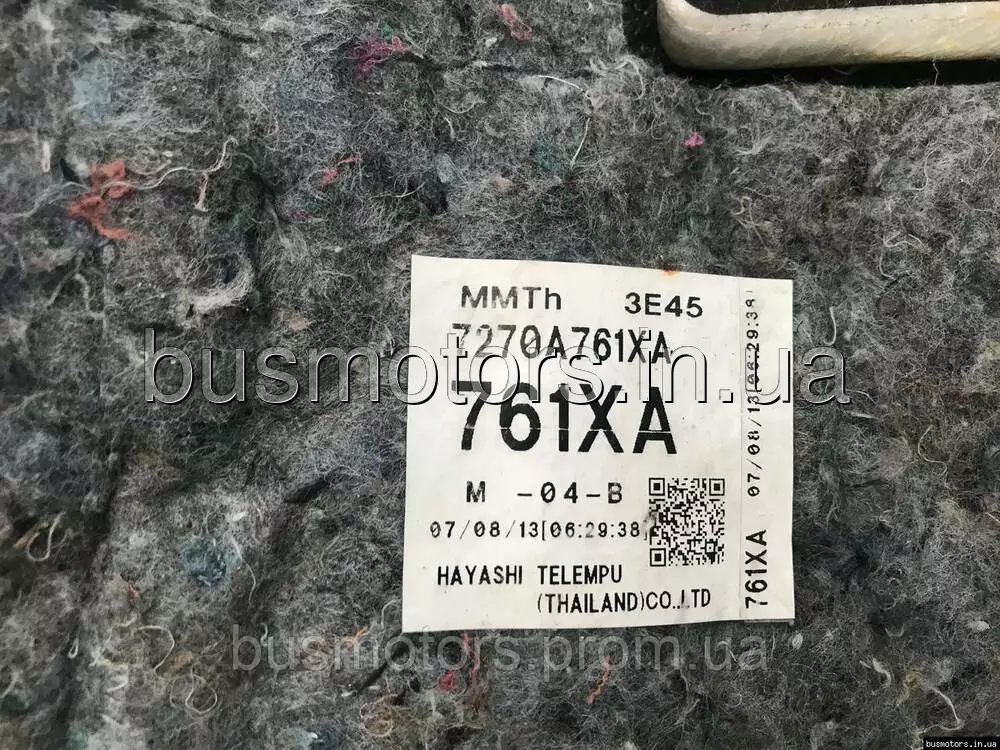 MMTh 3E45
7270A761XA
busmotors.in.ua
761XA
M -04-B
07/08/13[06:29:38]
HAYASHI TELEMPU
(THAILAND)CO.,LTD
761XA 07/08/13[06:29:38]
busmotors.prom.ua
busmotors.in.ua